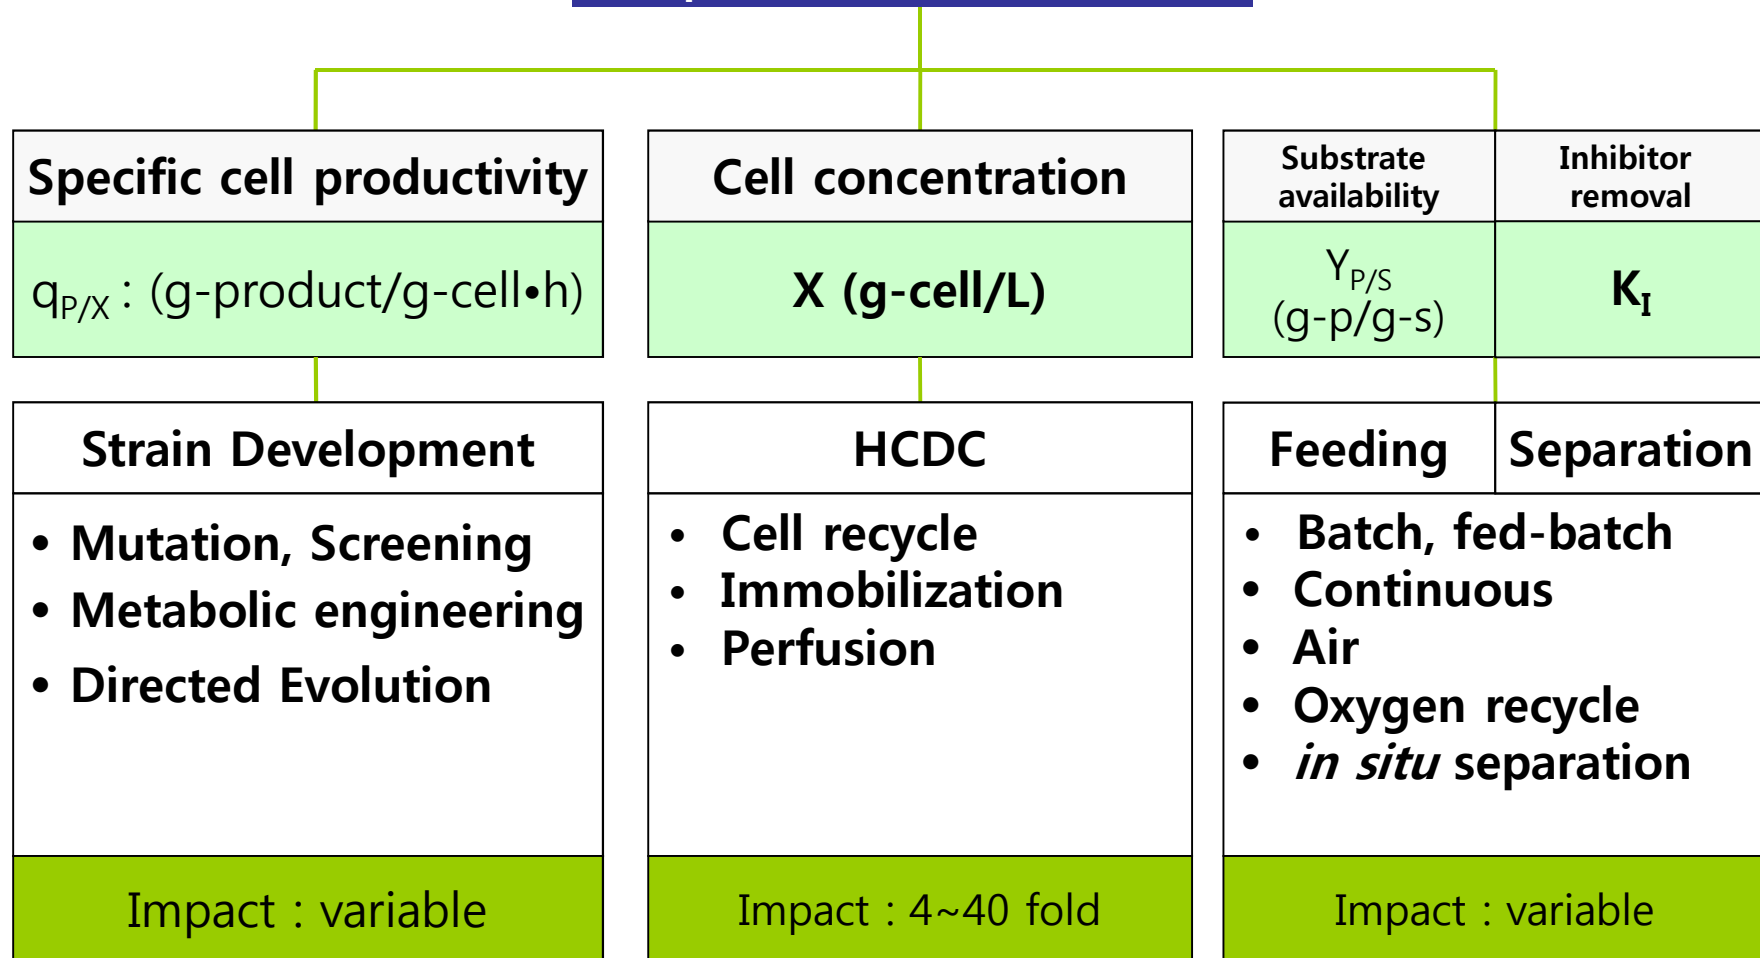 Specific cell productivity
qP/X : (g-product/g-cell•h)
Strain Development
• Mutation, Screening
• Metabolic engineering
• Directed Evolution
Impact : variable
Cell concentration
X (g-cell/L)
HCDC
• Cell recycle
• Immobilization
• Perfusion
Impact : 4~40 fold
Substrate
availability
YP/S
(g-p/g-s)
Inhibitor
removal
KI
Feeding
Separation
• Batch, fed-batch
• Continuous
• Air
• Oxygen recycle
• in situ separation
Impact : variable